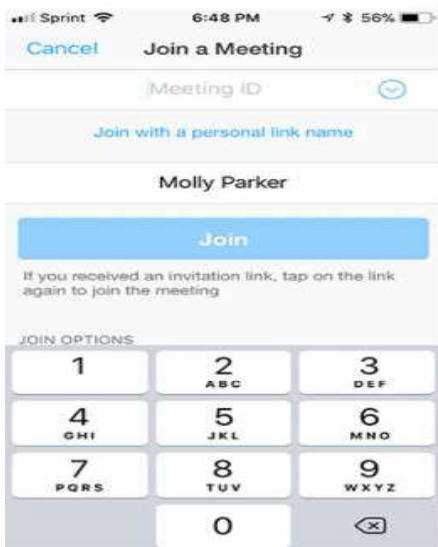 Sprint 6:48 PM 56%
Cancel Join a Meeting
Meeting ID
Join with a personal link name
Molly Parker
Join
If you received an invitation link, tap on the link
again to join the meeting
JOIN OPTIONS
1 2 3
ABC DEF
4 5 6
GHI JKL MNO
7 8 9
PQRS TUV WXYZ
0